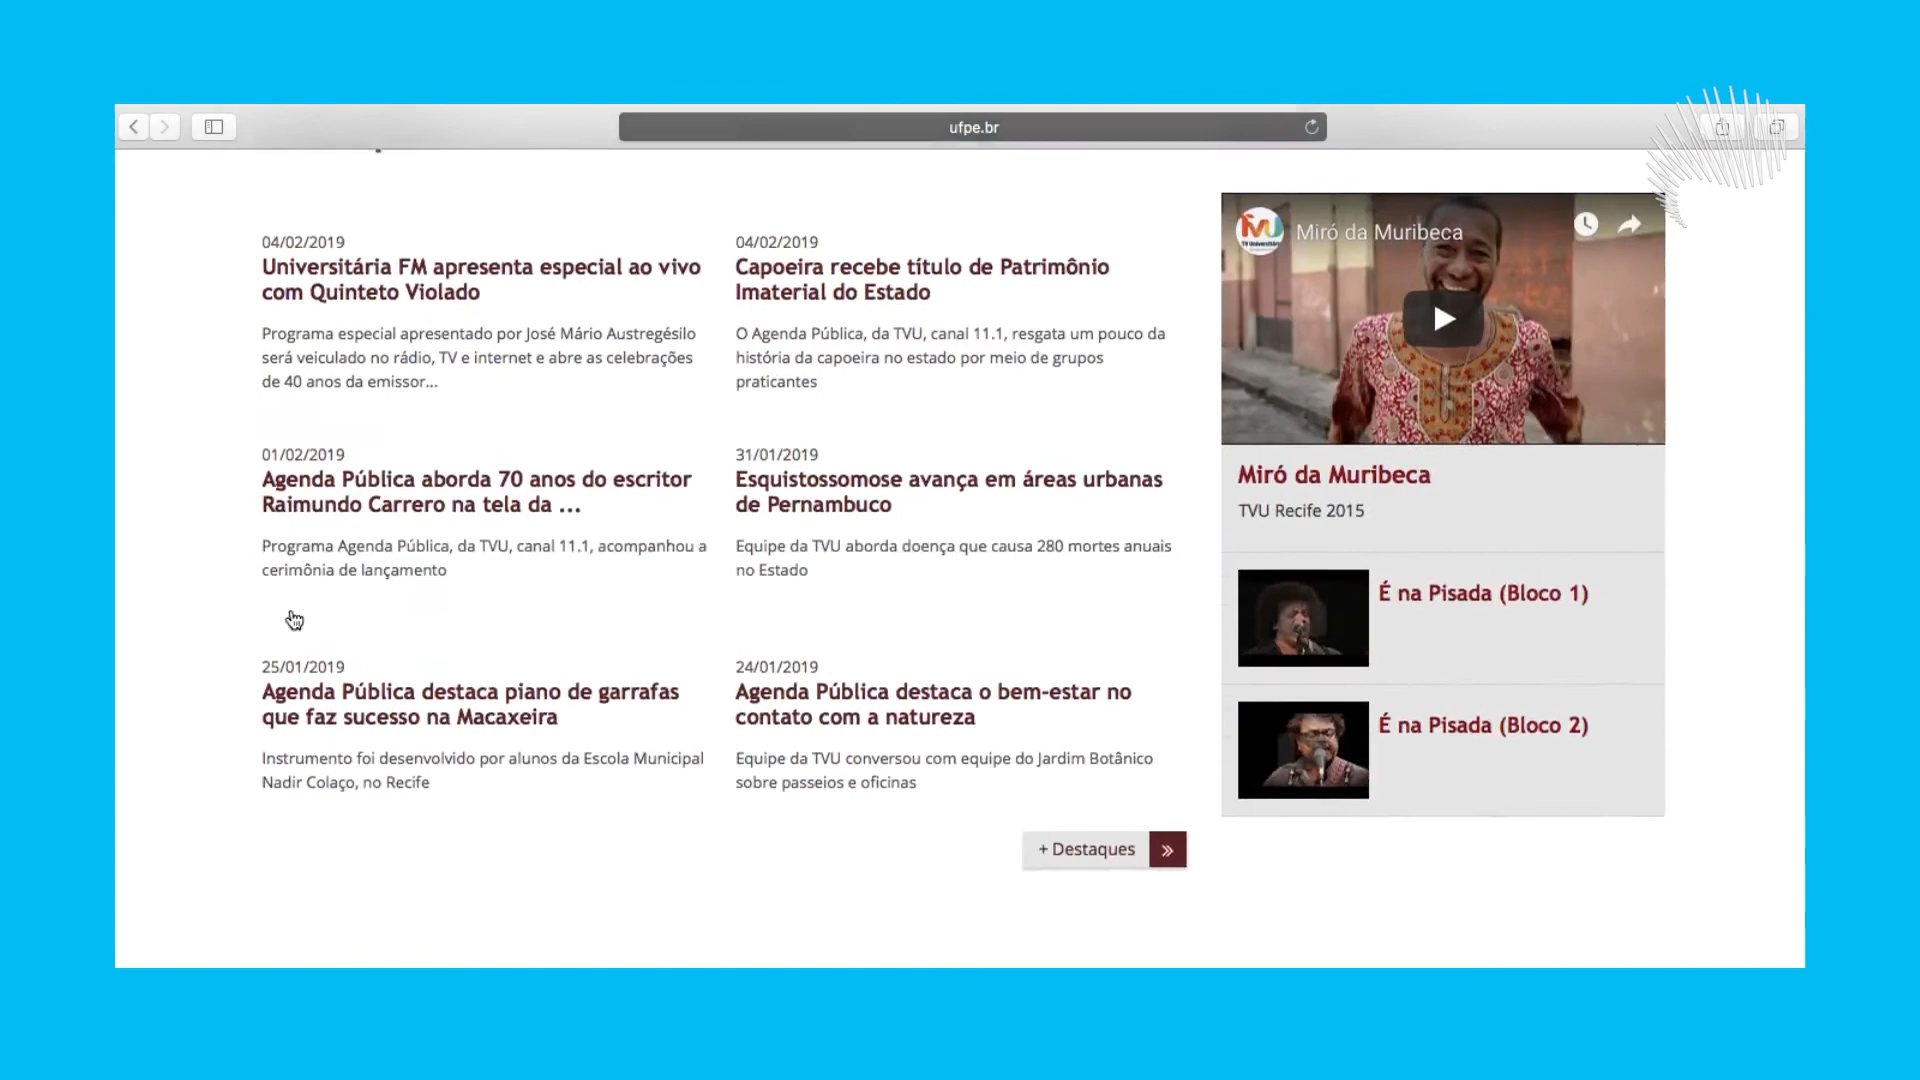 ufpe.br
04/02/2019
Universitária FM apresenta especial ao vivo
com Quinteto Violado
Programa especial apresentado por José Mário Austregésilo
será veiculado no rádio, TV e internet e abre as celebrações
de 40 anos da emissor...
04/02/2019
Capoeira recebe título de Patrimônio
Imaterial do Estado
O Agenda Pública, da TVU, canal 11.1, resgata um pouco da
história da capoeira no estado por meio de grupos
praticantes
01/02/2019
Agenda Pública aborda 70 anos do escritor
Raimundo Carrero na tela da ...
Programa Agenda Pública, da TVU, canal 11.1, acompanhou a
cerimônia de lançamento
31/01/2019
Esquistossomose avança em áreas urbanas
de Pernambuco
Equipe da TVU aborda doença que causa 280 mortes anuais
no Estado
25/01/2019
Agenda Pública destaca piano de garrafas
que faz sucesso na Macaxeira
Instrumento foi desenvolvido por alunos da Escola Municipal
Nadir Colaço, no Recife
24/01/2019
Agenda Pública destaca o bem-estar no
contato com a natureza
Equipe da TVU conversou com equipe do Jardim Botânico
sobre passeios e oficinas
+ Destaques
TVU
TV Universitária
Miró da Muribeca
Miró da Muribeca
TVU Recife 2015
É na Pisada (Bloco 1)
É na Pisada (Bloco 2)